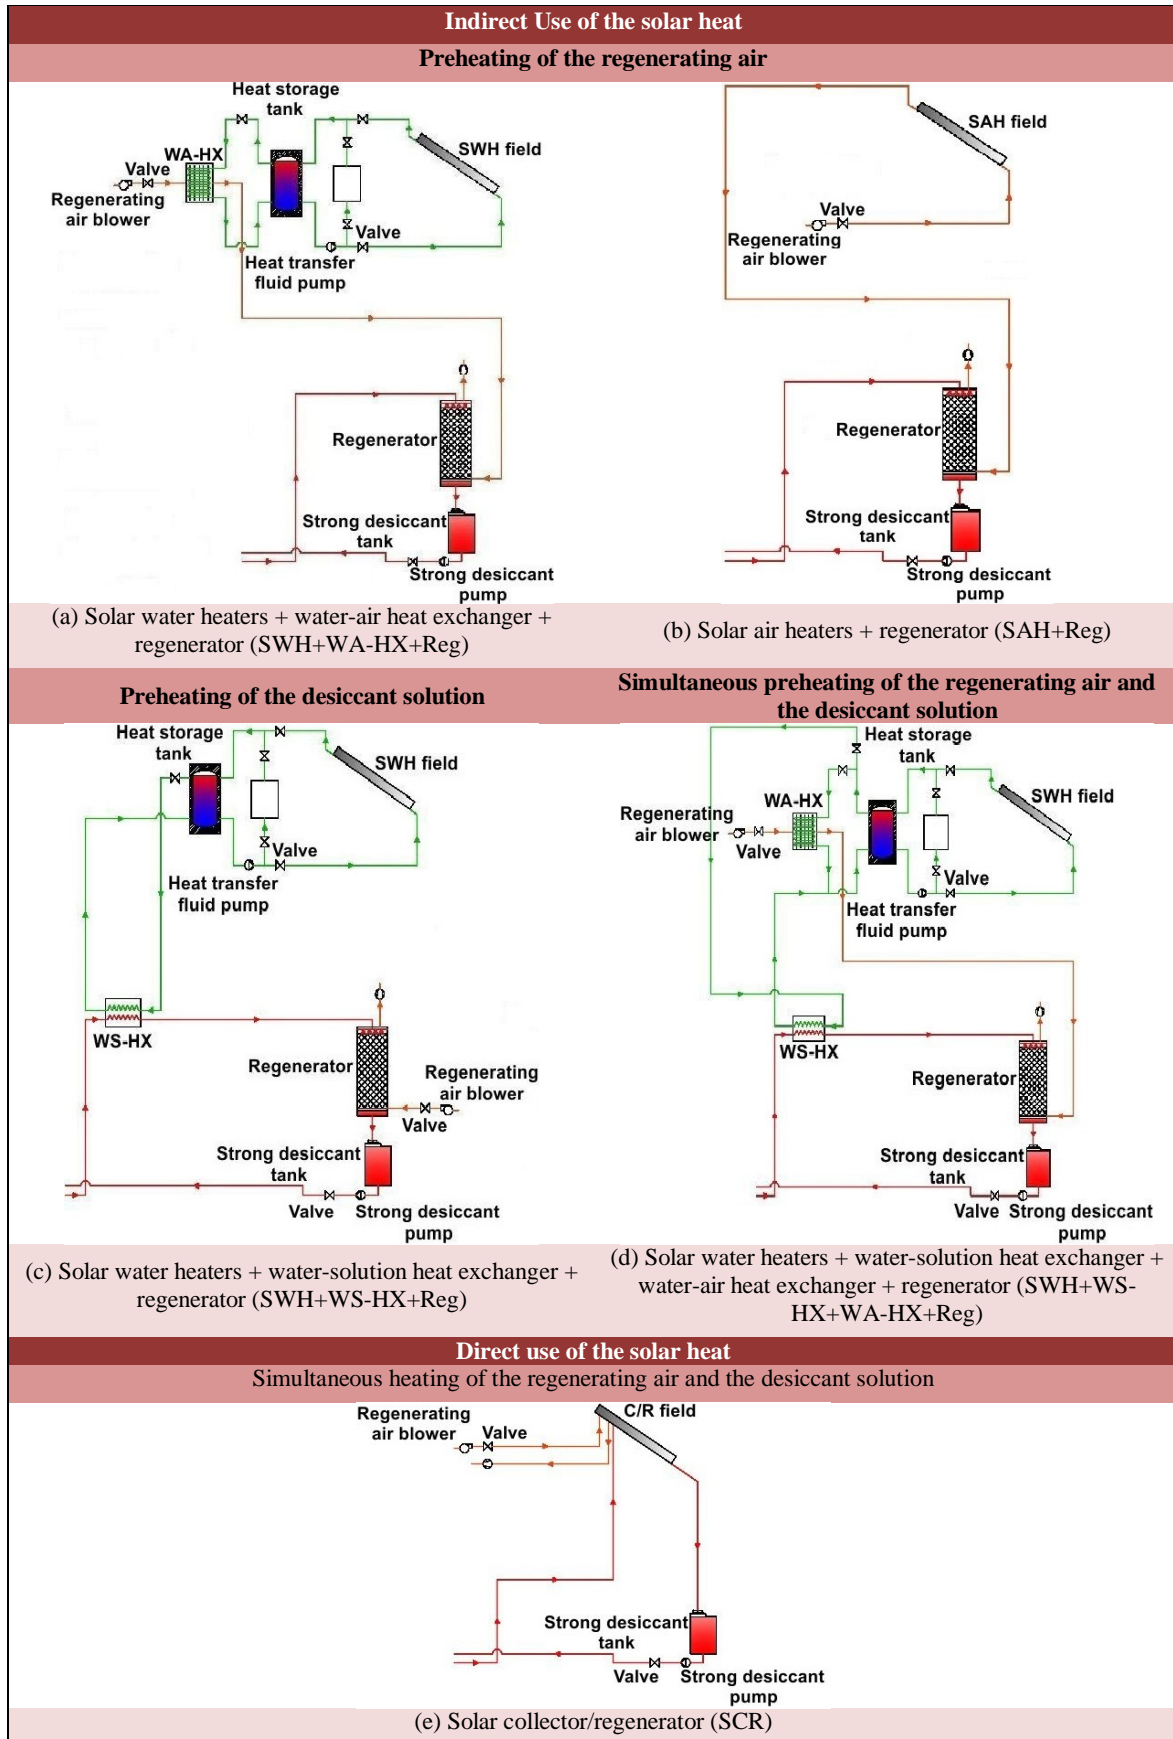 Indirect Use of the solar heat
Preheating of the regenerating air
Heat storage
tank
WA-HX
SWH field
Valve
Regenerating
air blower
Valve
Heat transfer
fluid pump
Regenerator
Strong desiccant
tank
Strong desiccant
pump
SAH field
Valve
Regenerating
air blower
Regenerator
Strong desiccant
tank
Strong desiccant
pump
(a) Solar water heaters + water-air heat exchanger +
regenerator (SWH+WA-HX+Reg)
(b) Solar air heaters + regenerator (SAH+Reg)
Preheating of the desiccant solution
Simultaneous preheating of the regenerating air and
the desiccant solution
Heat storage
tank
SWH field
Valve
Heat transfer
fluid pump
WS-HX
Regenerator
Regenerating
air blower
Valve
Strong desiccant
tank
Valve
Strong desiccant
pump
Heat storage
tank
WA-HX
SWH field
Regenerating
air blower
Valve
Valve
Heat transfer
fluid pump
WS-HX
Regenerator
Strong desiccant
tank
Valve
Strong desiccant
pump
(c) Solar water heaters + water-solution heat exchanger +
regenerator (SWH+WS-HX+Reg)
(d) Solar water heaters + water-solution heat exchanger +
water-air heat exchanger + regenerator (SWH+WS-
HX+WA-HX+Reg)
Direct use of the solar heat
Simultaneous heating of the regenerating air and the desiccant solution
C/R field
Regenerating
air blower
Valve
Strong desiccant
tank
Valve
Strong desiccant
pump
(e) Solar collector/regenerator (SCR)